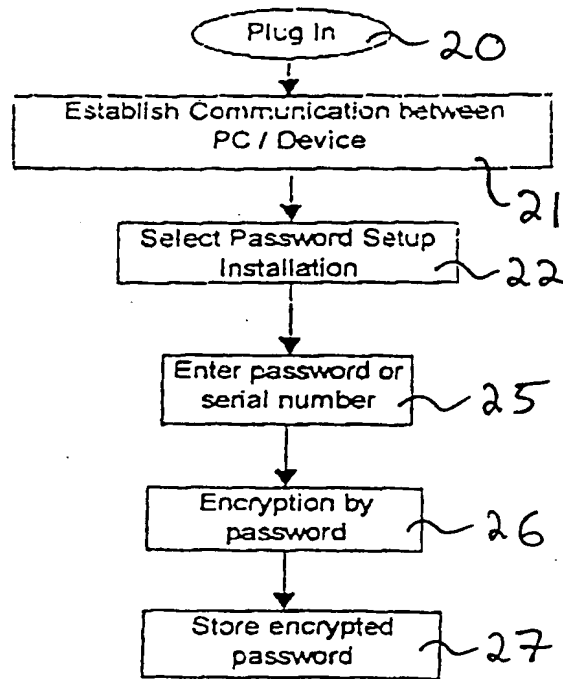 Plug In
20
Establish Communication between
PC / Device
21
Select Password Setup
Installation
22
Enter password or
serial number
25
Encryption by
password
26
Store encrypted
password
27